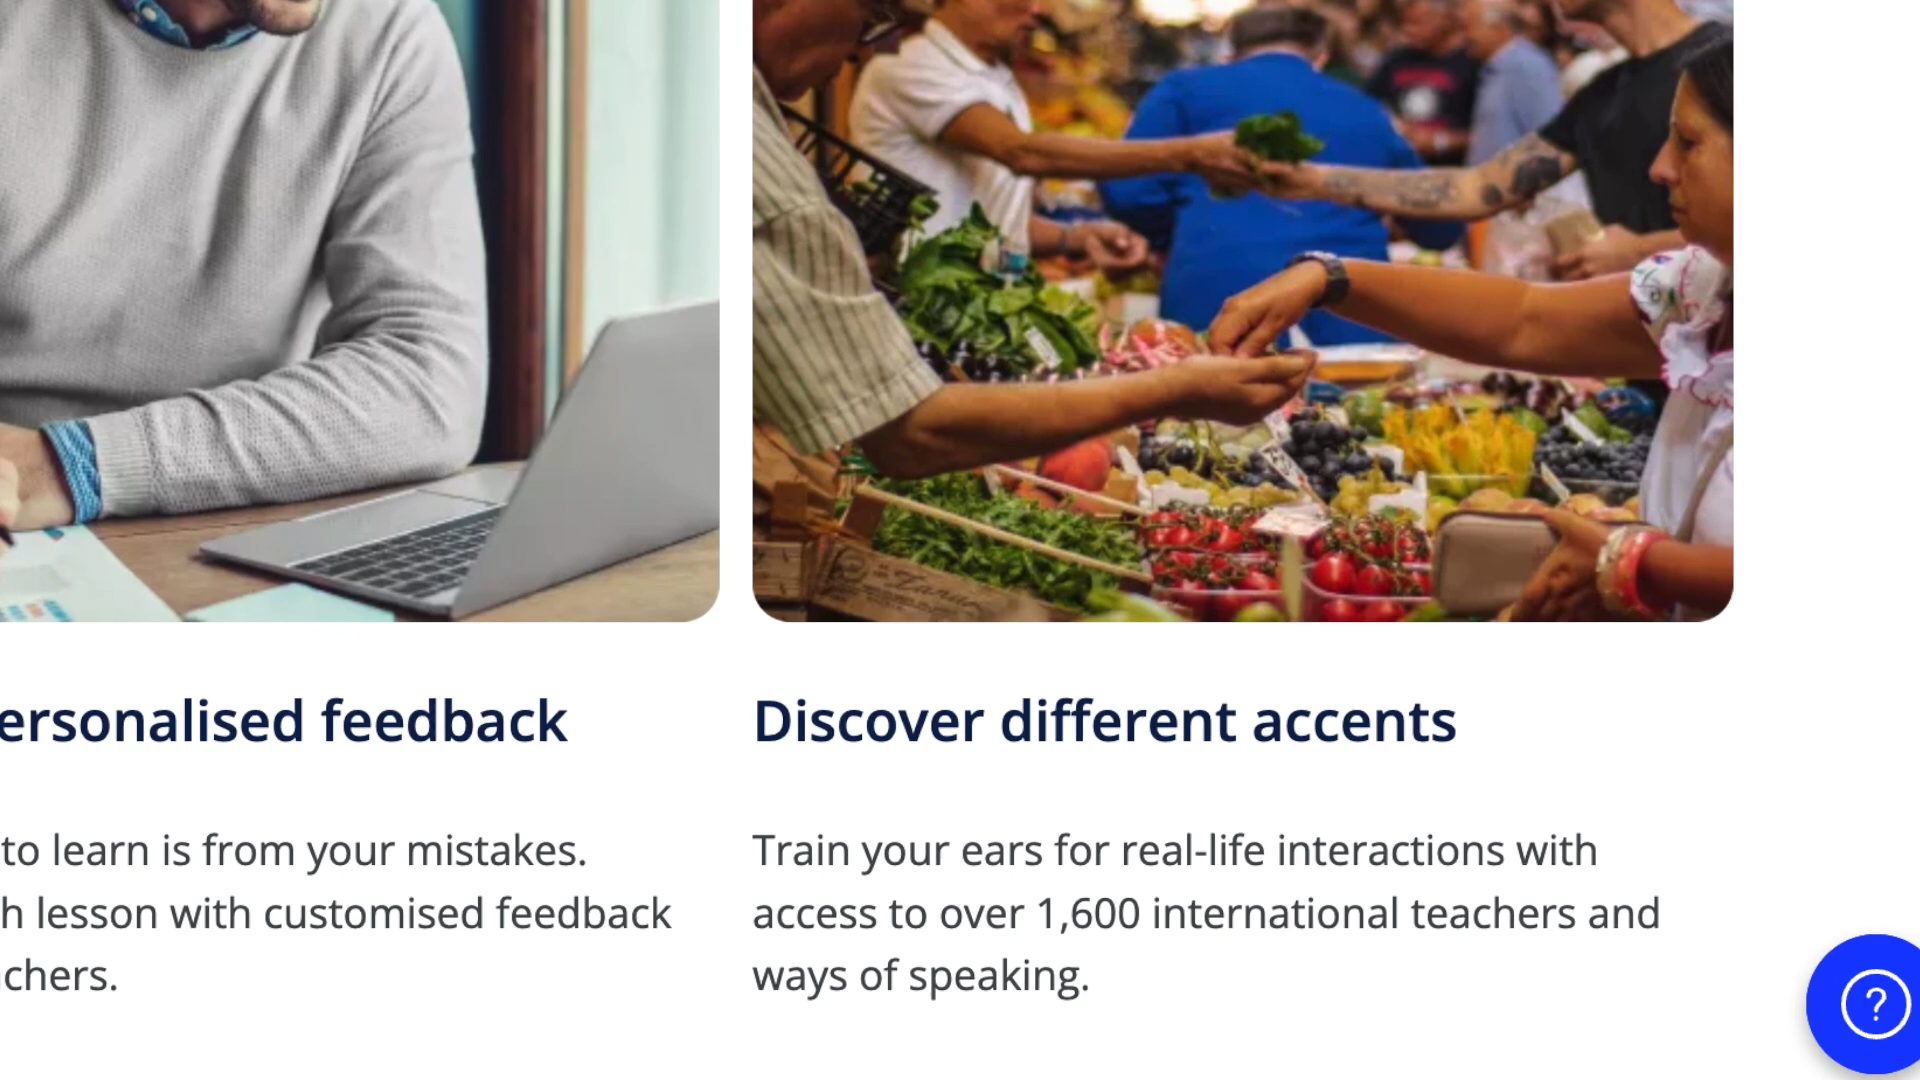 ersonalised feedback
to learn is from your mistakes.
h lesson with customised feedback
achers.
Discover different accents
Train your ears for real-life interactions with
access to over 1,600 international teachers and
ways of speaking.
?